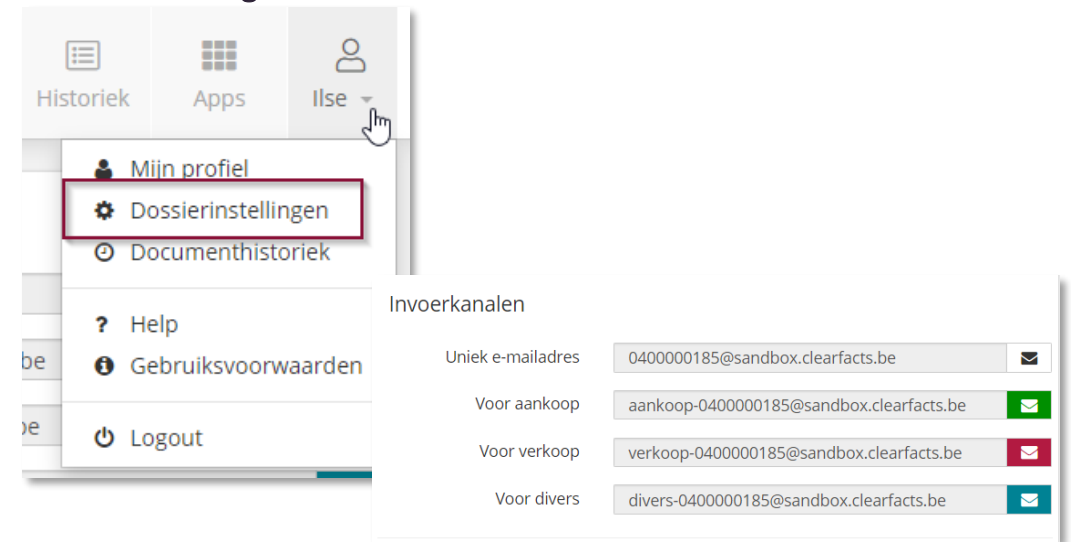 Historiek
Apps
Ilse
Mijn profiel
Dossierinstellingen
Documenthistoriek
Help
Gebruiksvoorwaarden
Logout
Invoerkanalen
Uniek e-mailadres 0400000185@sandbox.clearfacts.be
Voor aankoop aankoop-0400000185@sandbox.clearfacts.be
Voor verkoop verkoop-0400000185@sandbox.clearfacts.be
Voor divers divers-0400000185@sandbox.clearfacts.be